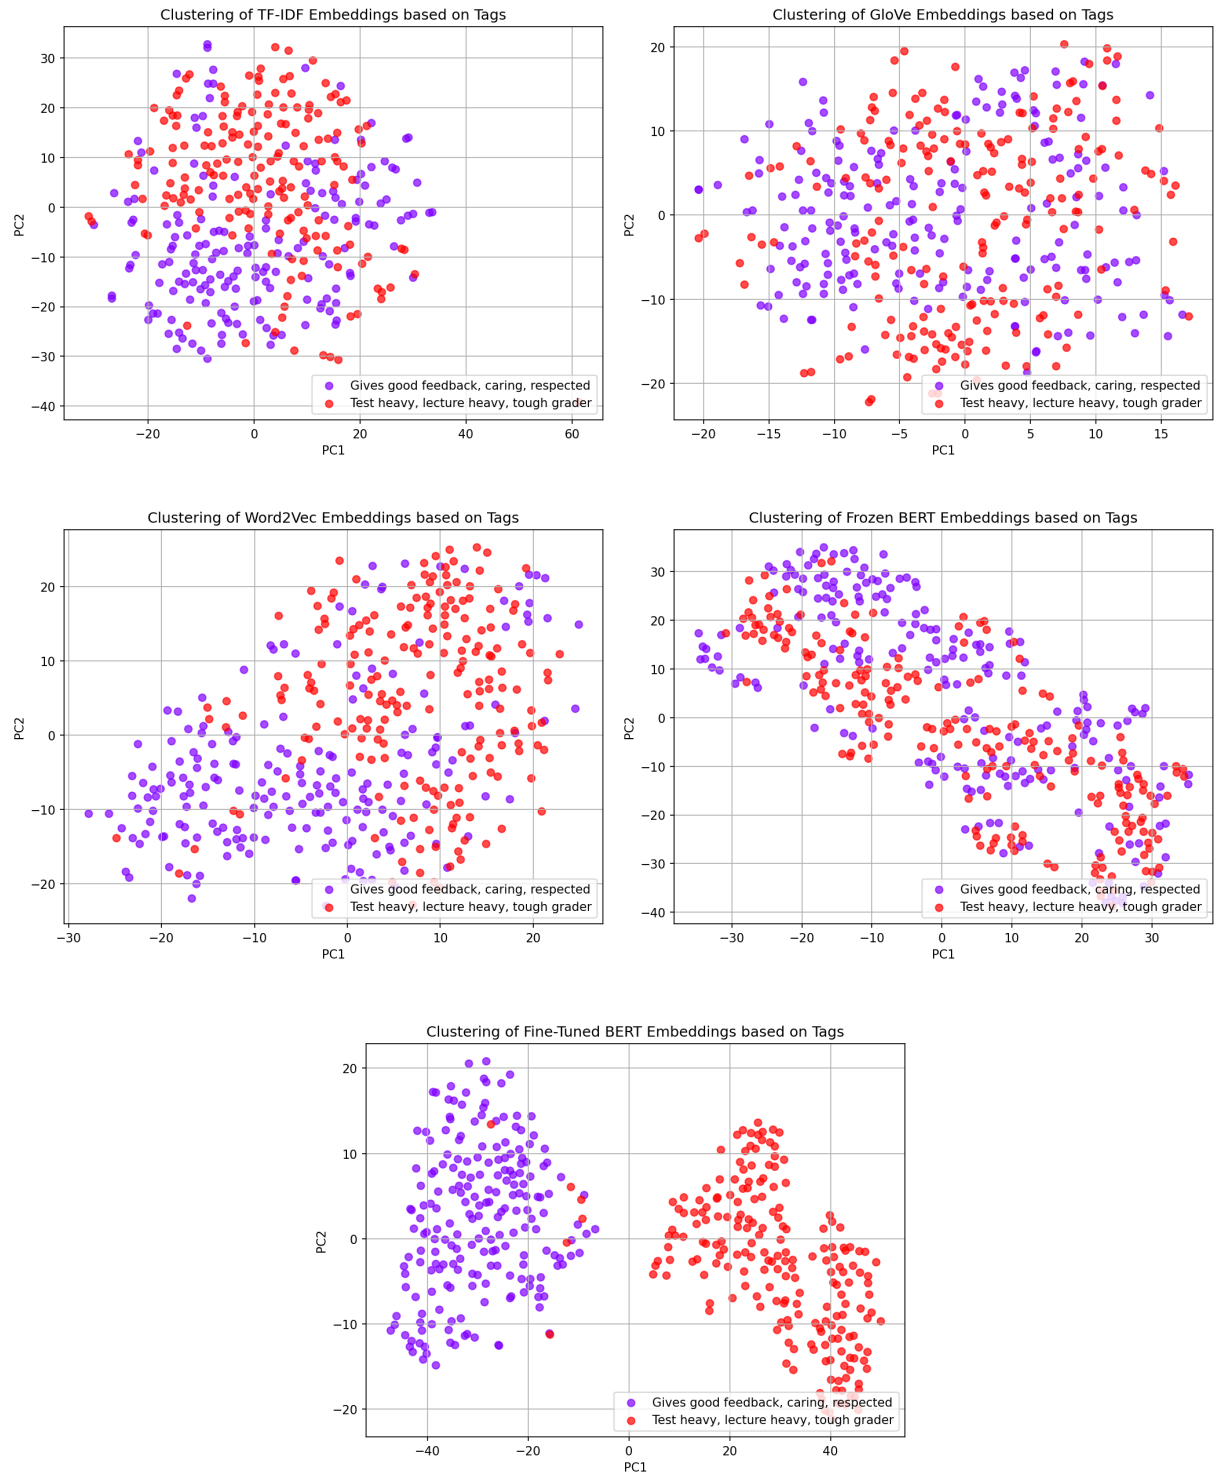 Clustering of TF-IDF Embeddings based on Tags
PC2
30
20
10
0
−10
−20
−30
−40
−20
0
20
40
60
PC1
Gives good feedback, caring, respected
Test heavy, lecture heavy, tough grader
Clustering of GloVe Embeddings based on Tags
PC2
20
10
0
−10
−20
−20
−15
−10
−5
0
5
10
15
PC1
Gives good feedback, caring, respected
Test heavy, lecture heavy, tough grader
Clustering of Word2Vec Embeddings based on Tags
PC2
20
10
0
−10
−20
−30
−20
−10
0
10
20
PC1
Gives good feedback, caring, respected
Test heavy, lecture heavy, tough grader
Clustering of Frozen BERT Embeddings based on Tags
PC2
30
20
10
0
−10
−20
−30
−40
−30
−20
−10
0
10
20
30
PC1
Gives good feedback, caring, respected
Test heavy, lecture heavy, tough grader
Clustering of Fine-Tuned BERT Embeddings based on Tags
PC2
20
10
0
−10
−20
−40
−20
0
20
40
PC1
Gives good feedback, caring, respected
Test heavy, lecture heavy, tough grader